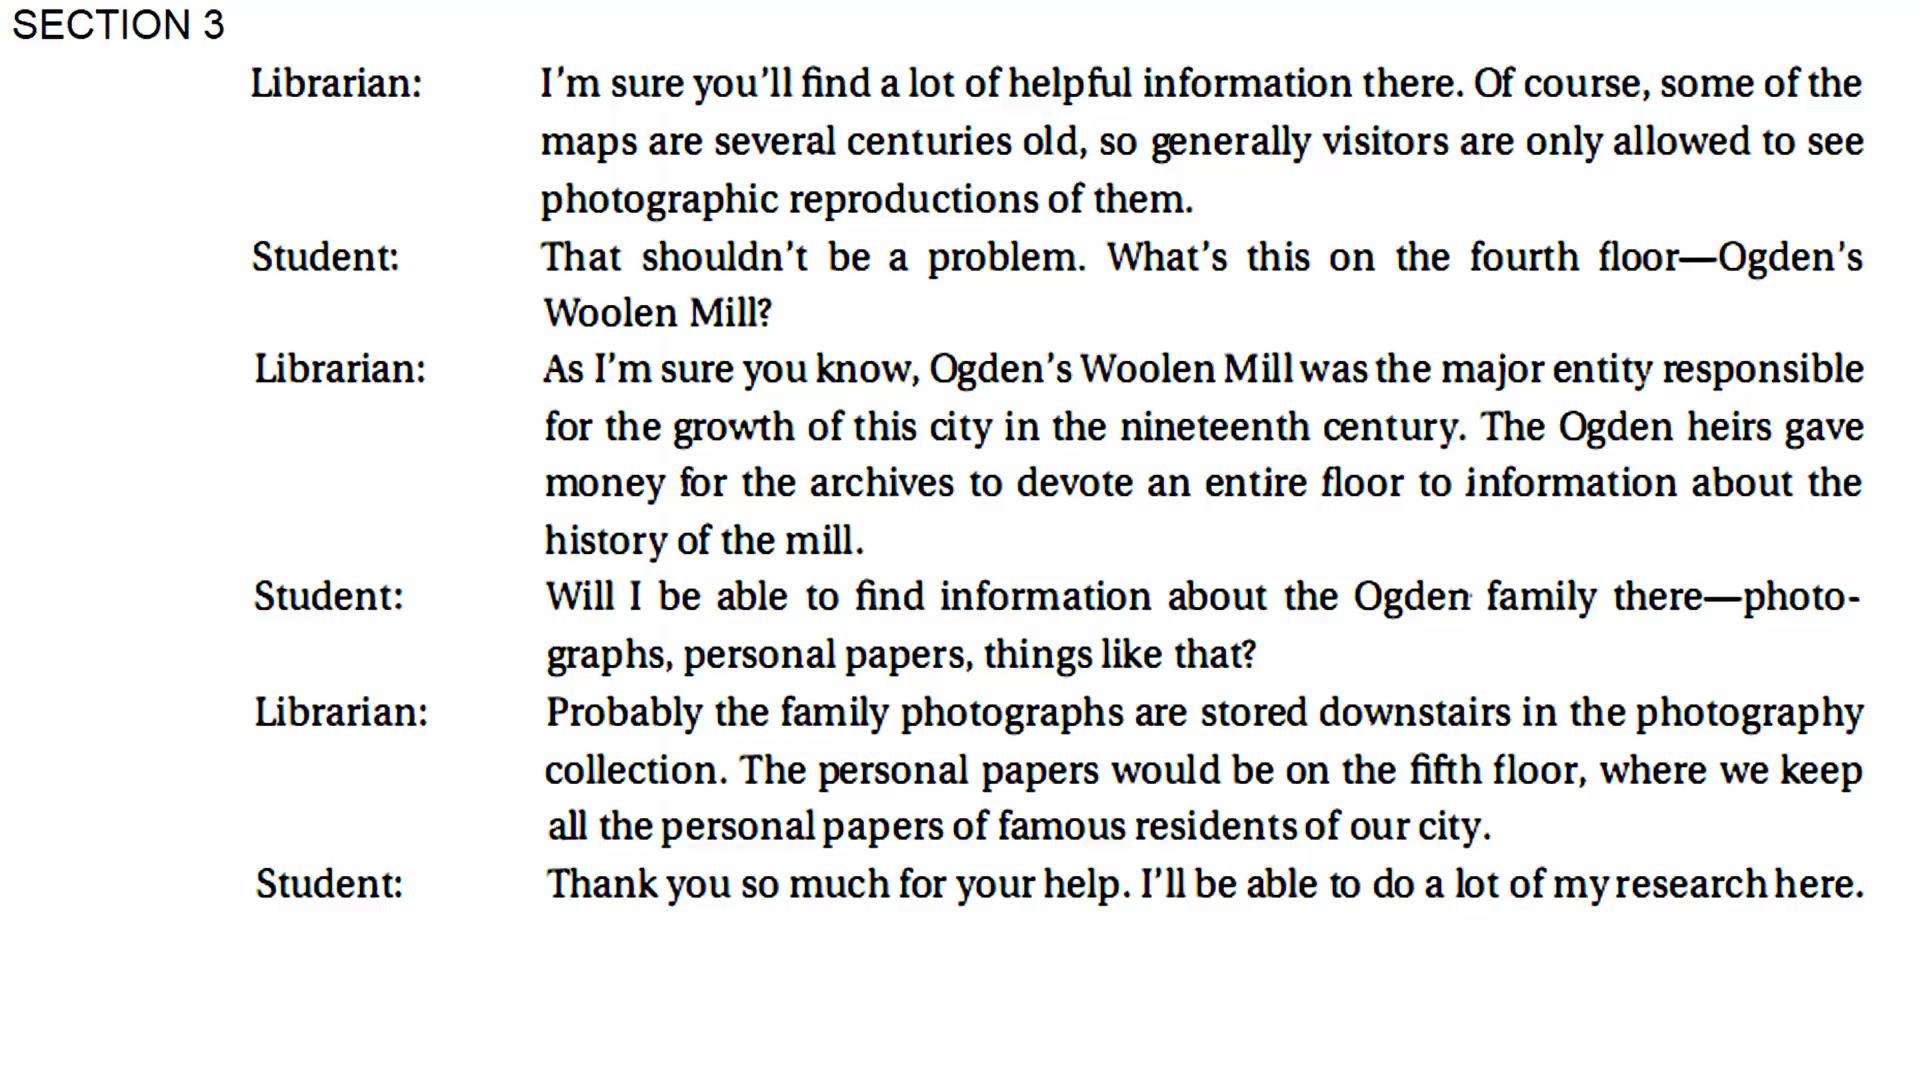 SECTION 3
Librarian: I'm sure you'll find a lot of helpful information there. Of course, some of the
maps are several centuries old, so generally visitors are only allowed to see
photographic reproductions of them.
Student: That shouldn't be a problem. What's this on the fourth floor—Ogden's
Woolen Mill?
Librarian: As I'm sure you know, Ogden's Woolen Mill was the major entity responsible
for the growth of this city in the nineteenth century. The Ogden heirs gave
money for the archives to devote an entire floor to information about the
history of the mill.
Student: Will I be able to find information about the Ogden family there—photo-
graphs, personal papers, things like that?
Librarian: Probably the family photographs are stored downstairs in the photography
collection. The personal papers would be on the fifth floor, where we keep
all the personal papers of famous residents of our city.
Student: Thank you so much for your help. I'll be able to do a lot of my research here.